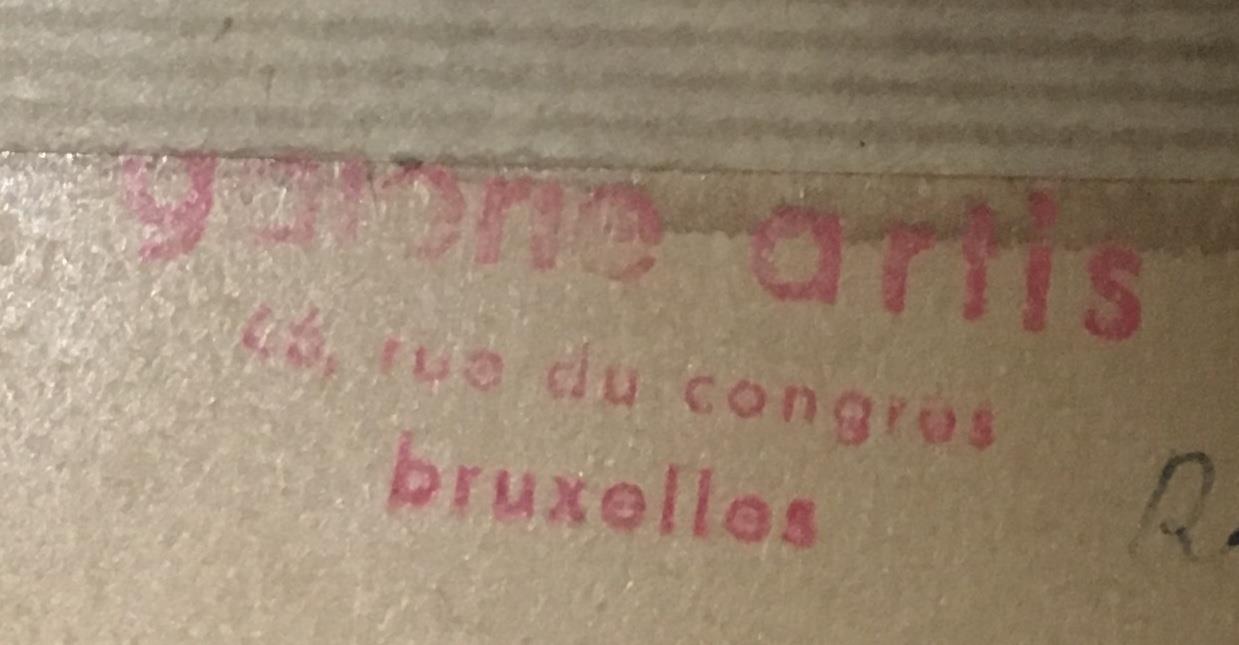 galerie artis
46, rue du congres
bruxelles
R